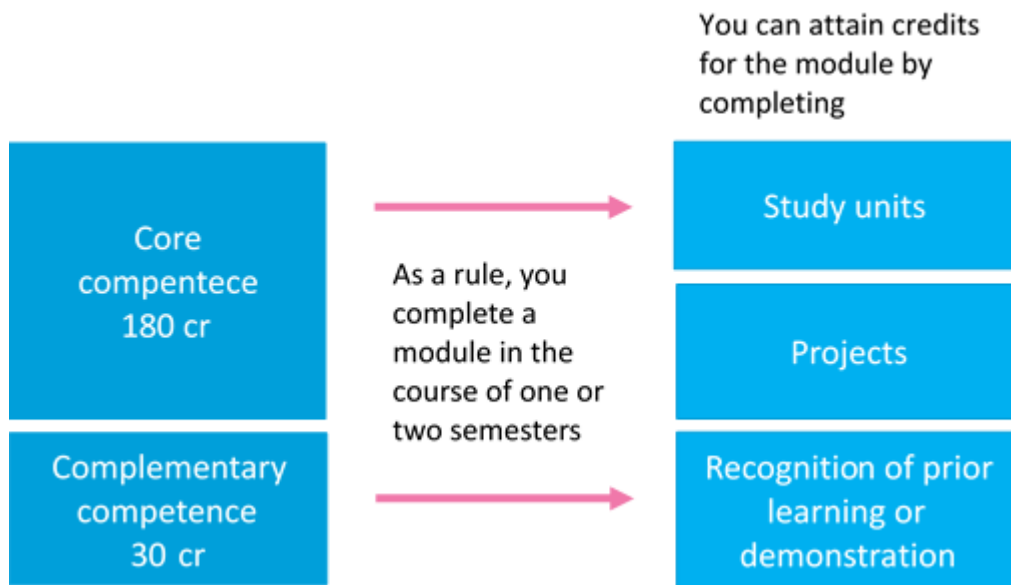 You can attain credits
for the module by
completing
Core
compentece
180 cr
Study units
As a rule, you
complete a
module in the
course of one or
two semesters
Projects
Complementary
competence
30 cr
Recognition of prior
learning or
demonstration